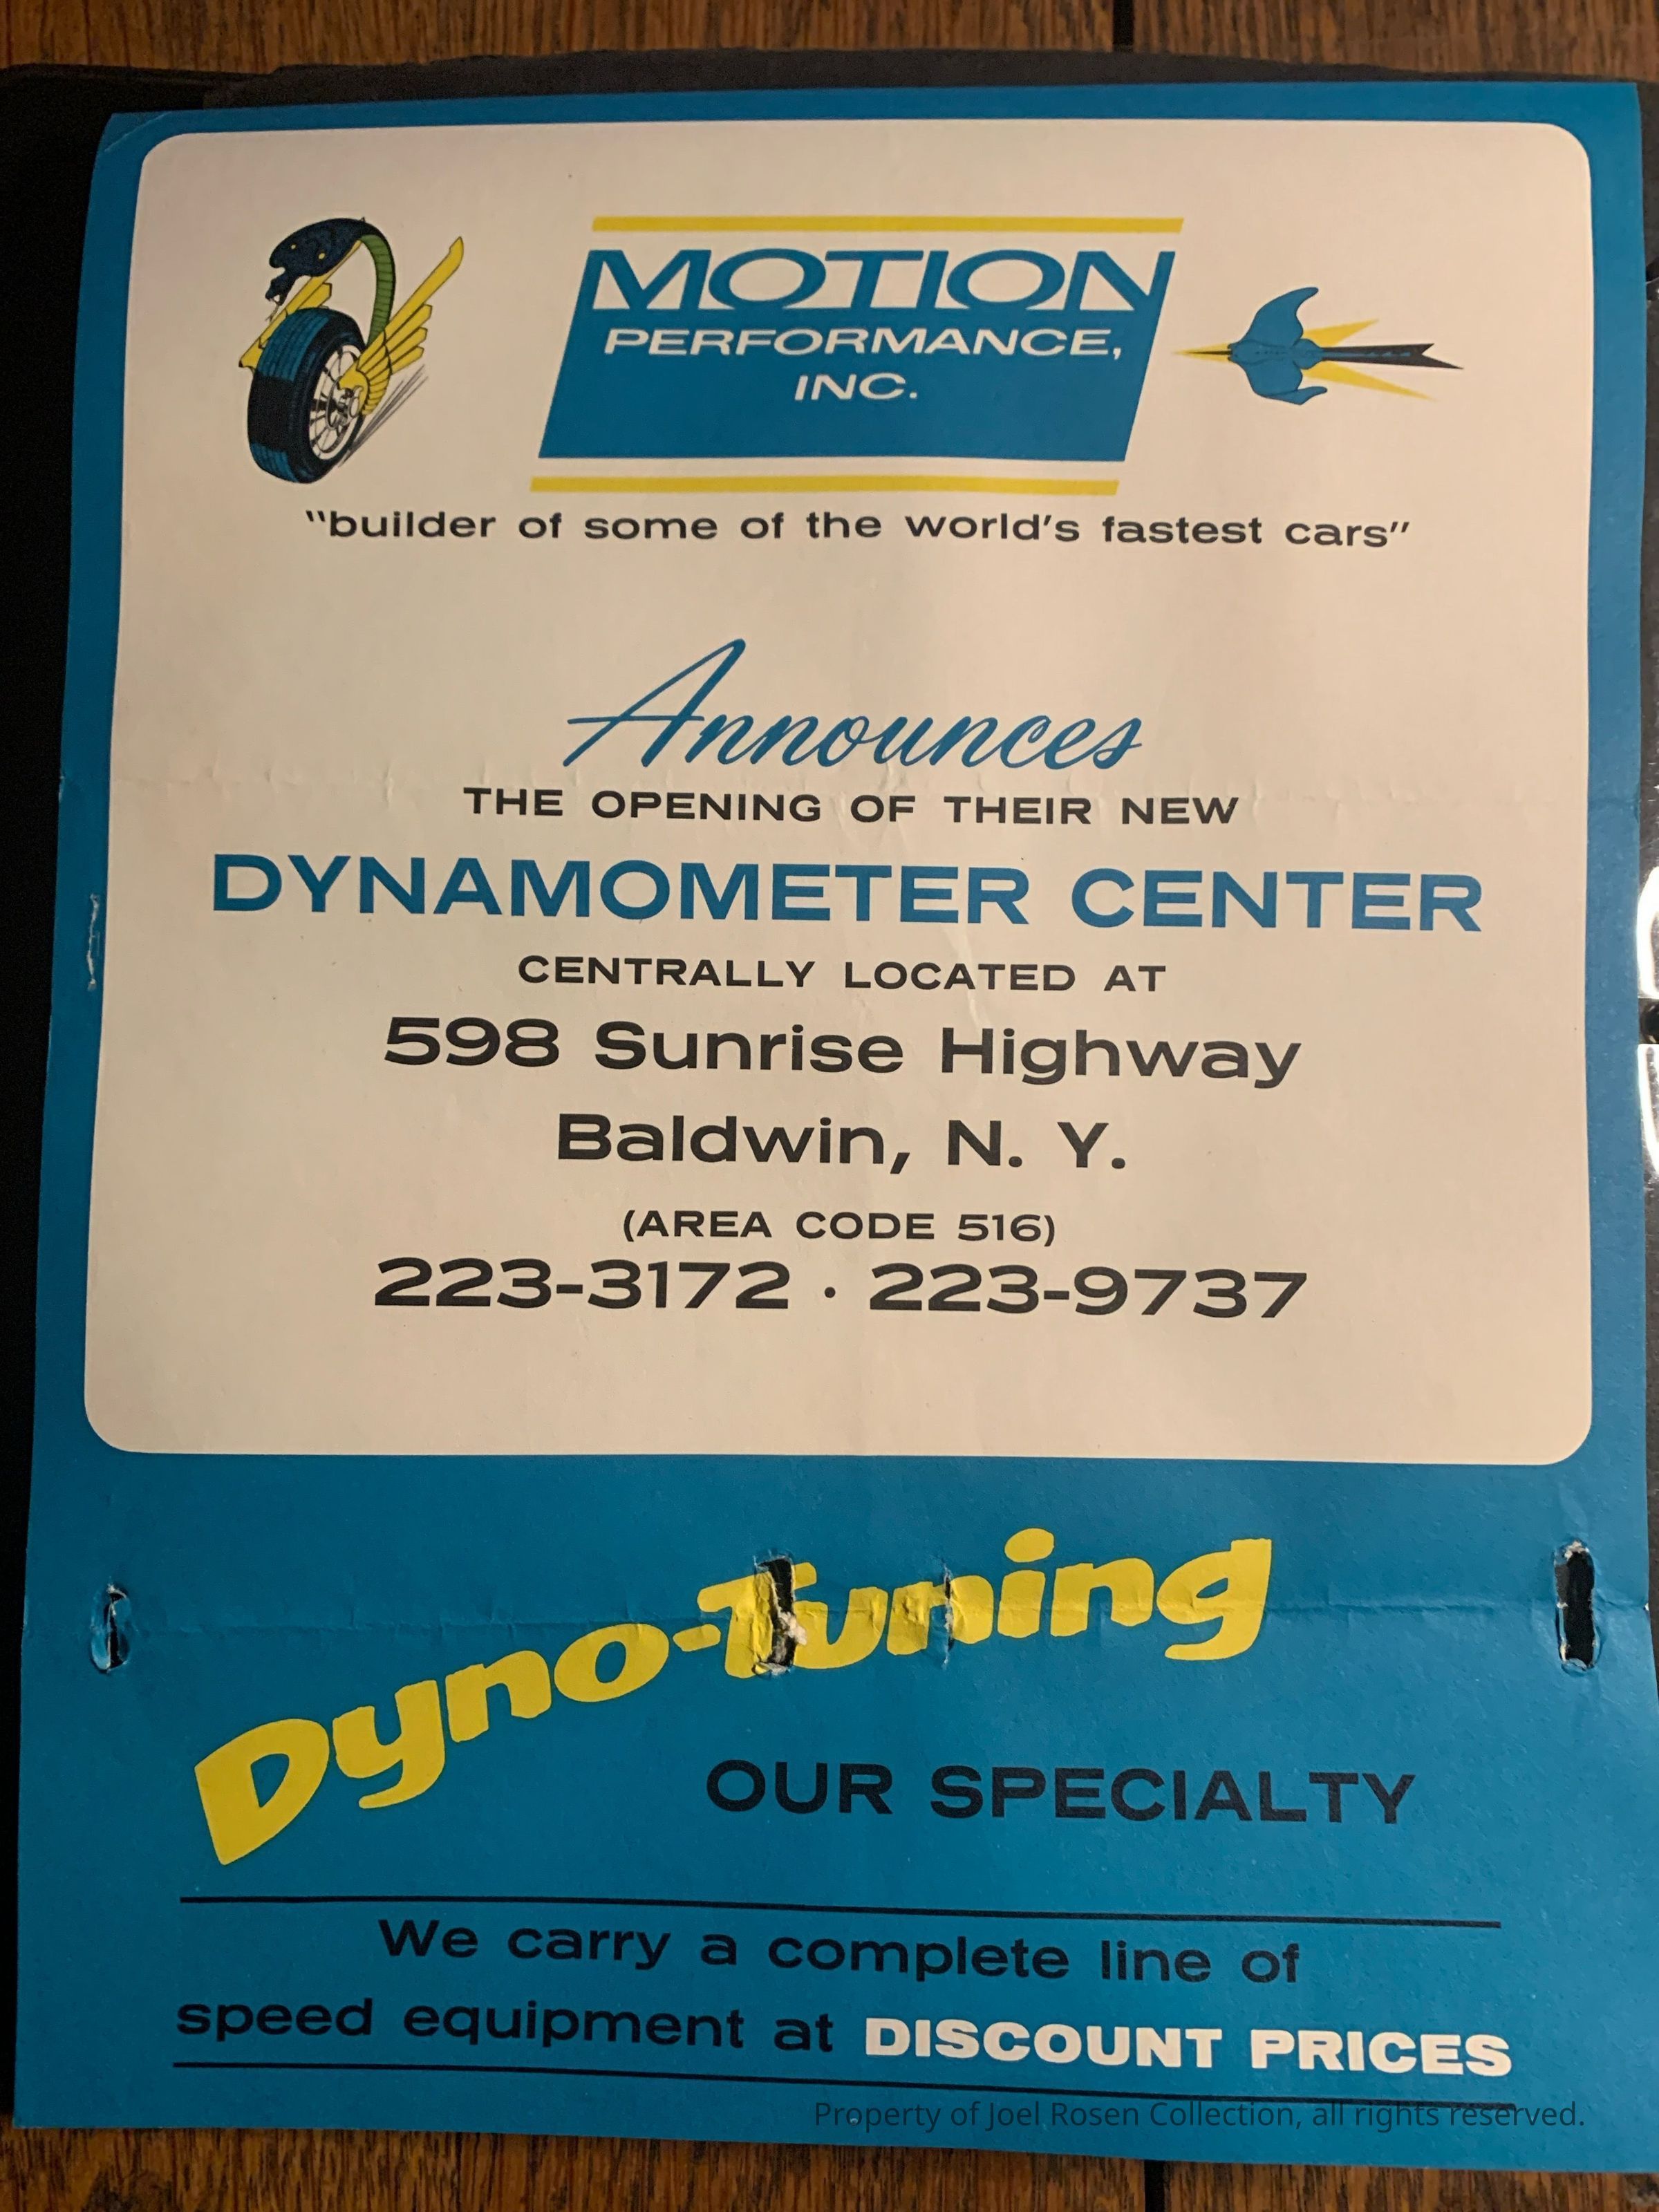 MOTION
PERFORMANCE,
INC.
"builder of some of the world's fastest cars"
Announces
THE OPENING OF THEIR NEW
DYNAMOMETER CENTER
CENTRALLY LOCATED AT
598 Sunrise Highway
Baldwin, N. Y.
(AREA CODE 516)
223-3172 · 223-9737
Dyno-Tuning
OUR SPECIALTY
We carry a complete line of
speed equipment at DISCOUNT PRICES
Property of Joel Rosen Collection, all rights reserved.